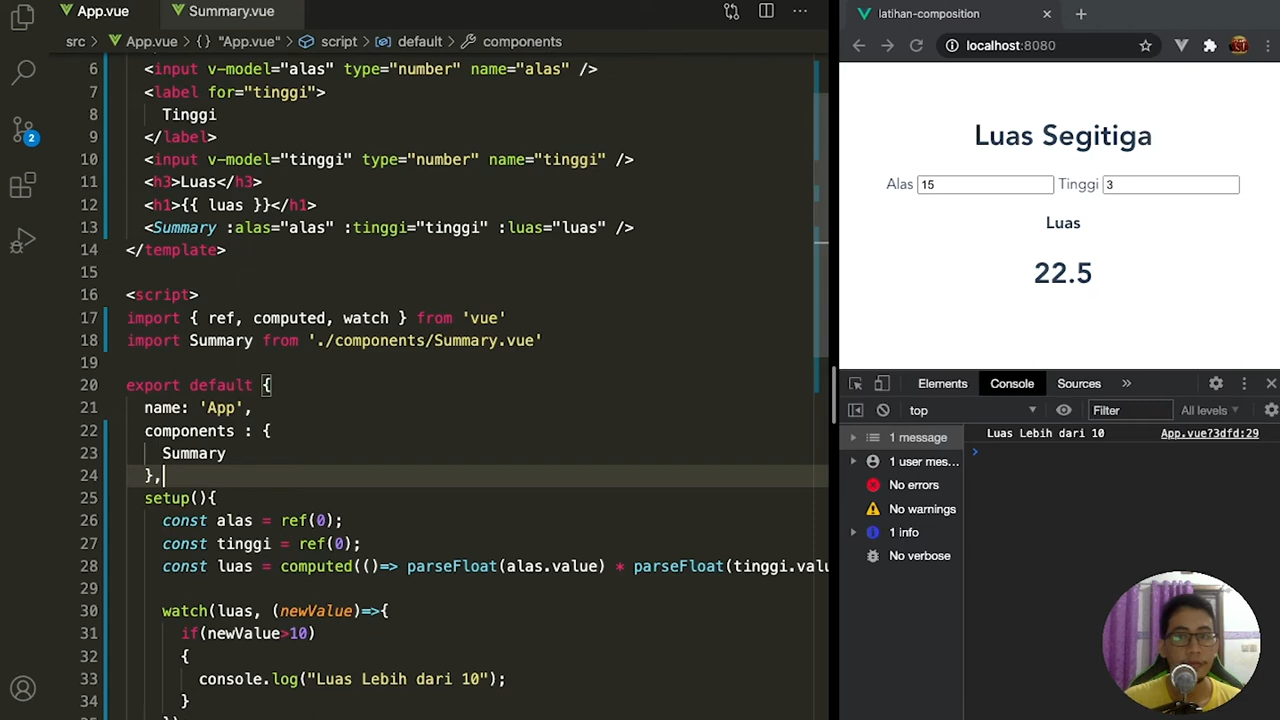 App.vue
Summary.vue
src > App.vue > {} "App.vue" > script > default > components
6 <input v-model="alas" type="number" name="alas" />
7 <label for="tinggi">
8 Tinggi
9 </label>
10 <input v-model="tinggi" type="number" name="tinggi" />
11 <h3>Luas</h3>
12 <h1>{{ luas }}</h1>
13 <Summary :alas="alas" :tinggi="tinggi" :luas="luas" />
14 </template>
15
16 <script>
17 import { ref, computed, watch } from 'vue'
18 import Summary from './components/Summary.vue'
19
20 export default {
21 name: 'App',
22 components : {
23 Summary
24 },
25 setup(){
26 const alas = ref(0);
27 const tinggi = ref(0);
28 const luas = computed(()=> parseFloat(alas.value) * parseFloat(tinggi.valu
29
30 watch(luas, (newValue)=>{
31 if(newValue>10)
32 {
33 console.log("Luas Lebih dari 10");
34 }
2
latihan-composition
localhost:8080
Luas Segitiga
Alas 15 Tinggi 3
Luas
22.5
Elements Console Sources »
top Filter All levels
1 message
1 user mes...
No errors
No warnings
1 info
No verbose
Luas Lebih dari 10 App.vue?3dfd:29